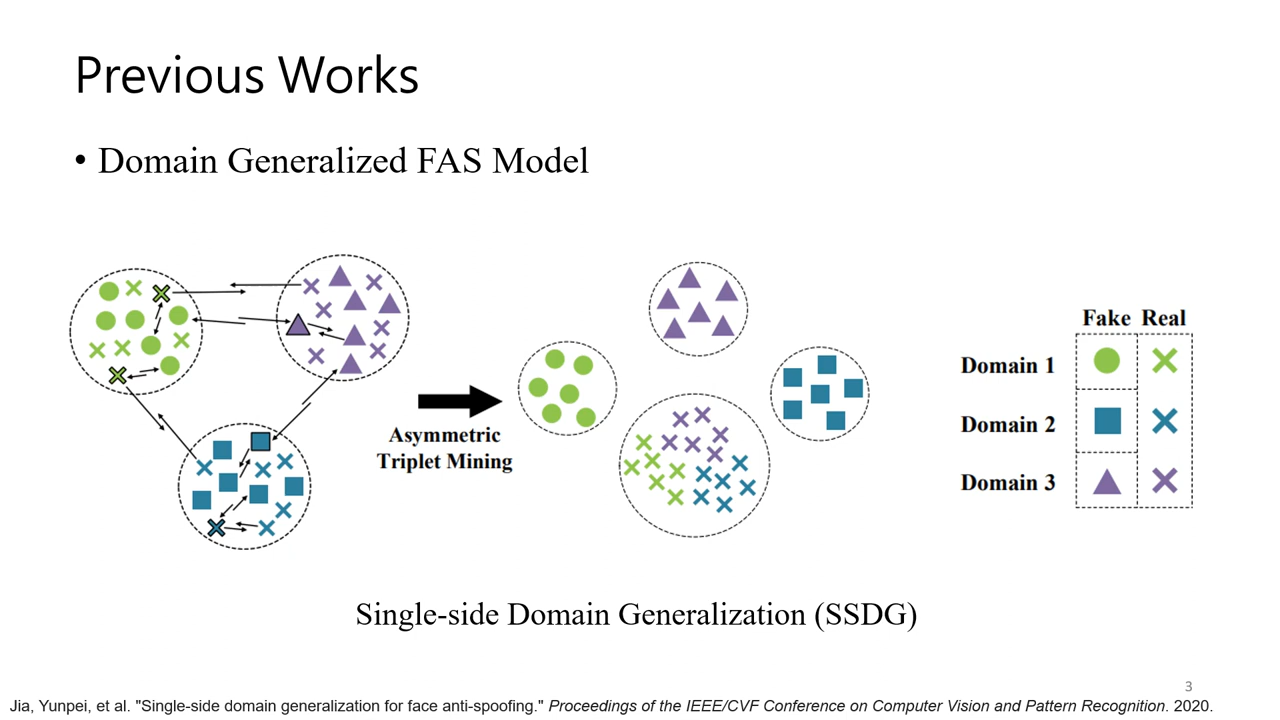 Previous Works
• Domain Generalized FAS Model
Asymmetric
Triplet Mining
Fake Real
Domain 1
Domain 2
Domain 3
Single-side Domain Generalization (SSDG)
3
Jia, Yunpei, et al. "Single-side domain generalization for face anti-spoofing." Proceedings of the IEEE/CVF Conference on Computer Vision and Pattern Recognition. 2020.